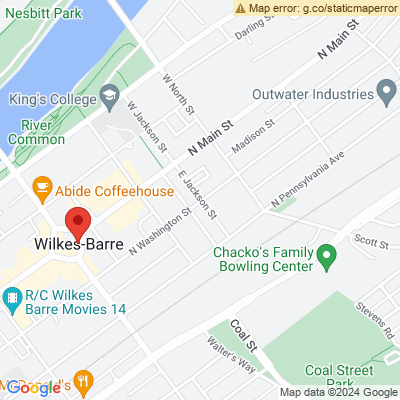 Nesbitt Park
Map error: g.co/staticmaperror
Darling St
N Main St
W North St
King's College
Outwater Industries
River
Common
W Jackson St
N Main St
Madison St
N Pennsylvania Ave
Abide Coffeehouse
E Jackson St
N Washington St
Scott St
Wilkes-Barre
Chacko's Family
Bowling Center
R/C Wilkes
Barre Movies 14
Stevens Rd
Coal St
Walter's Way
Coal Street
Park
Google
Map data ©2024 Google